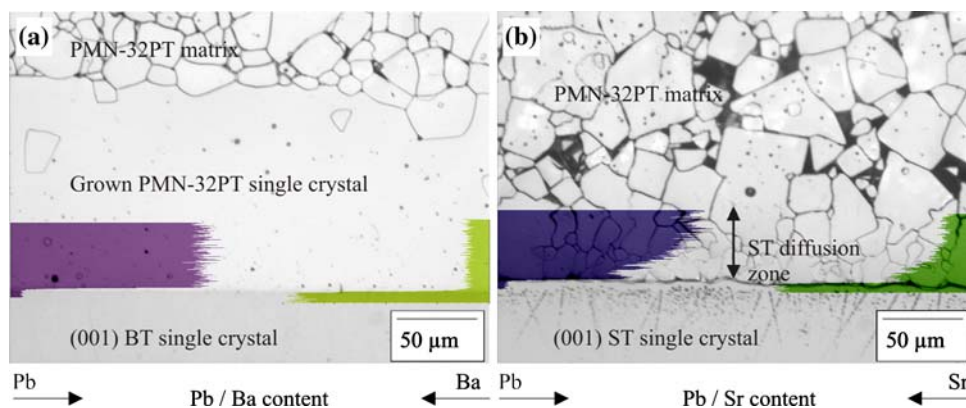 (a)
PMN-32PT matrix
Grown PMN-32PT single crystal
(001) BT single crystal
50 µm
Pb
Pb / Ba content
Ba
(b)
PMN-32PT matrix
ST diffusion
zone
(001) ST single crystal
50 µm
Pb
Pb / Sr content
Sr